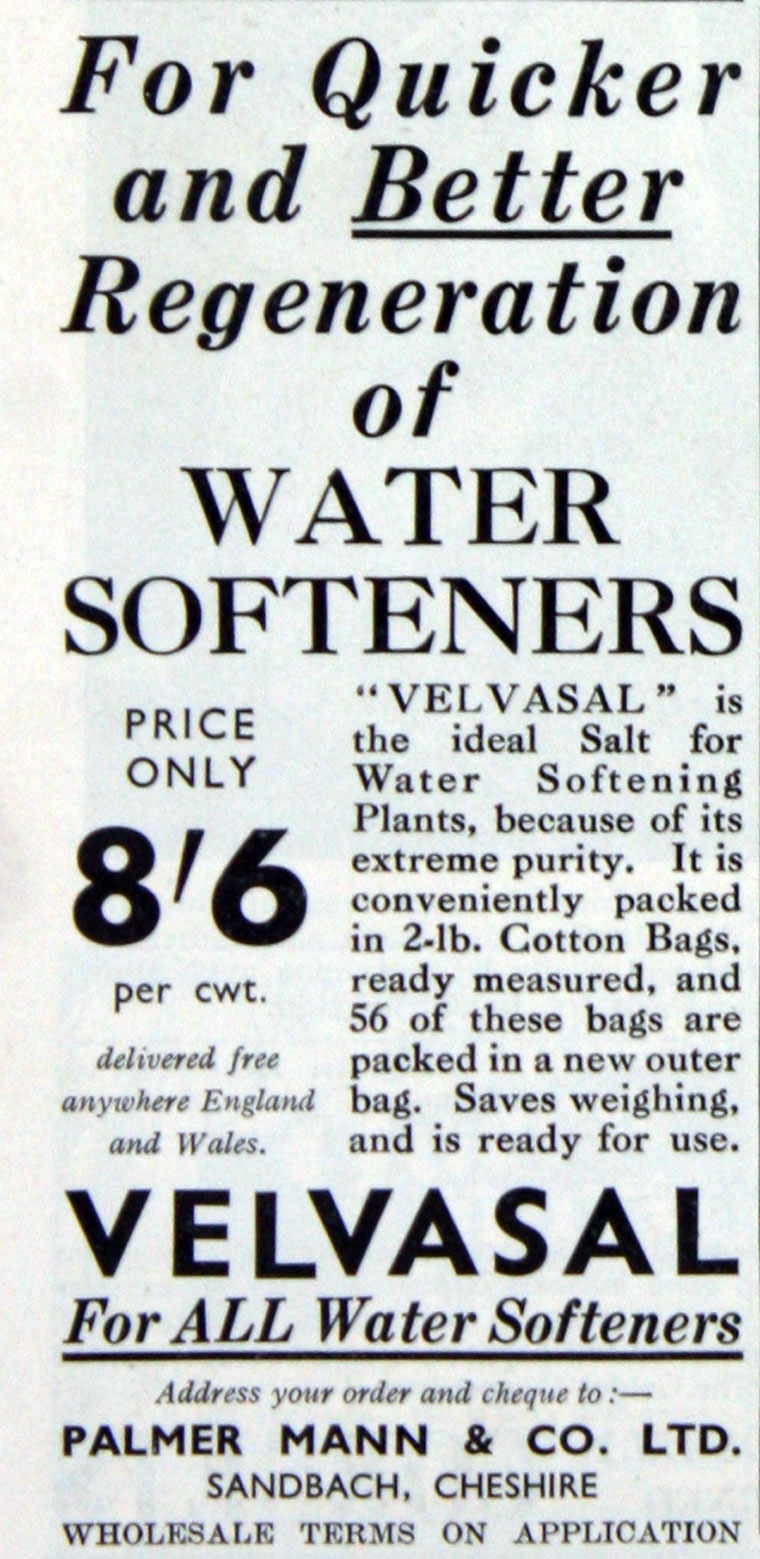 For Quicker
and Better
Regeneration
of
WATER
SOFTENERS
PRICE
ONLY
8/6
per cwt.
delivered free
anywhere England
and Wales.
“VELVASAL” is
the ideal Salt for
Water Softening
Plants, because of its
extreme purity. It is
conveniently packed
in 2-lb. Cotton Bags,
ready measured, and
56 of these bags are
packed in a new outer
bag. Saves weighing,
and is ready for use.
VELVASAL
For ALL Water Softeners
Address your order and cheque to :—
PALMER MANN & CO. LTD.
SANDBACH, CHESHIRE
WHOLESALE TERMS ON APPLICATION